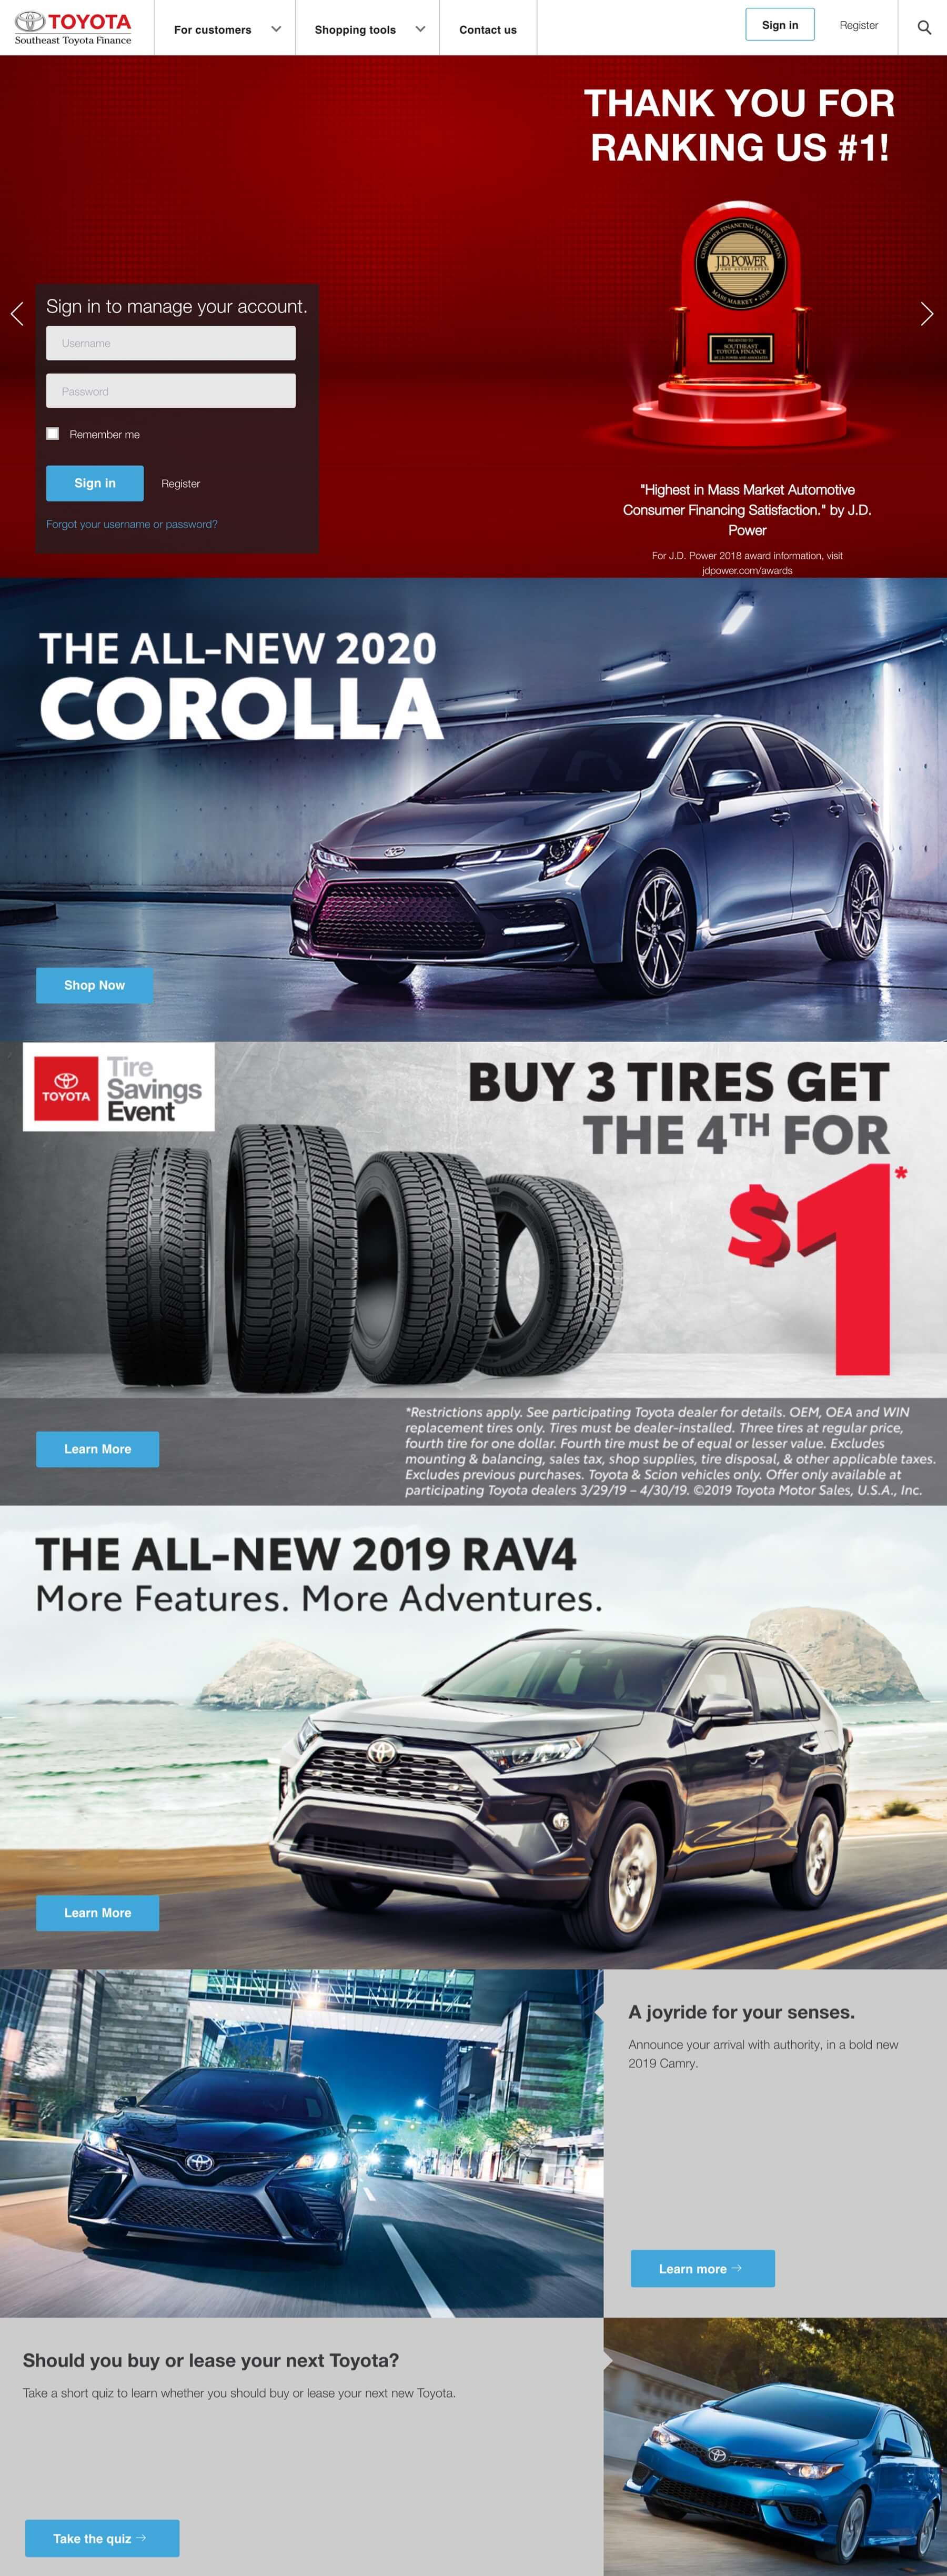 TOYOTA
Southeast Toyota Finance
For customers
Shopping tools
Contact us
Sign in
Register
THANK YOU FOR
RANKING US #1!
CONSUMER FINANCING SATISFACTION
J.D.POWER
AND ASSOCIATES
MASS MARKET • 2018
SOUTHEAST
TOYOTA FINANCE
Sign in to manage your account.
Username
Password
Remember me
Sign in
Register
Forgot your username or password?
"Highest in Mass Market Automotive
Consumer Financing Satisfaction." by J.D.
Power
For J.D. Power 2018 award information, visit
jdpower.com/awards
THE ALL-NEW 2020
COROLLA
Shop Now
TOYOTA
Tire
Savings
Event
BUY 3 TIRES GET
THE 4TH FOR
$1*
*Restrictions apply. See participating Toyota dealer for details. OEM, OEA and WIN
replacement tires only. Tires must be dealer-installed. Three tires at regular price,
fourth tire for one dollar. Fourth tire must be of equal or lesser value. Excludes
mounting & balancing, sales tax, shop supplies, tire disposal, & other applicable taxes.
Excludes previous purchases. Toyota & Scion vehicles only. Offer only available at
participating Toyota dealers 3/29/19 – 4/30/19. ©2019 Toyota Motor Sales, U.S.A., Inc.
Learn More
THE ALL-NEW 2019 RAV4
More Features. More Adventures.
Learn More
A joyride for your senses.
Announce your arrival with authority, in a bold new
2019 Camry.
Learn more →
Should you buy or lease your next Toyota?
Take a short quiz to learn whether you should buy or lease your next new Toyota.
Take the quiz →